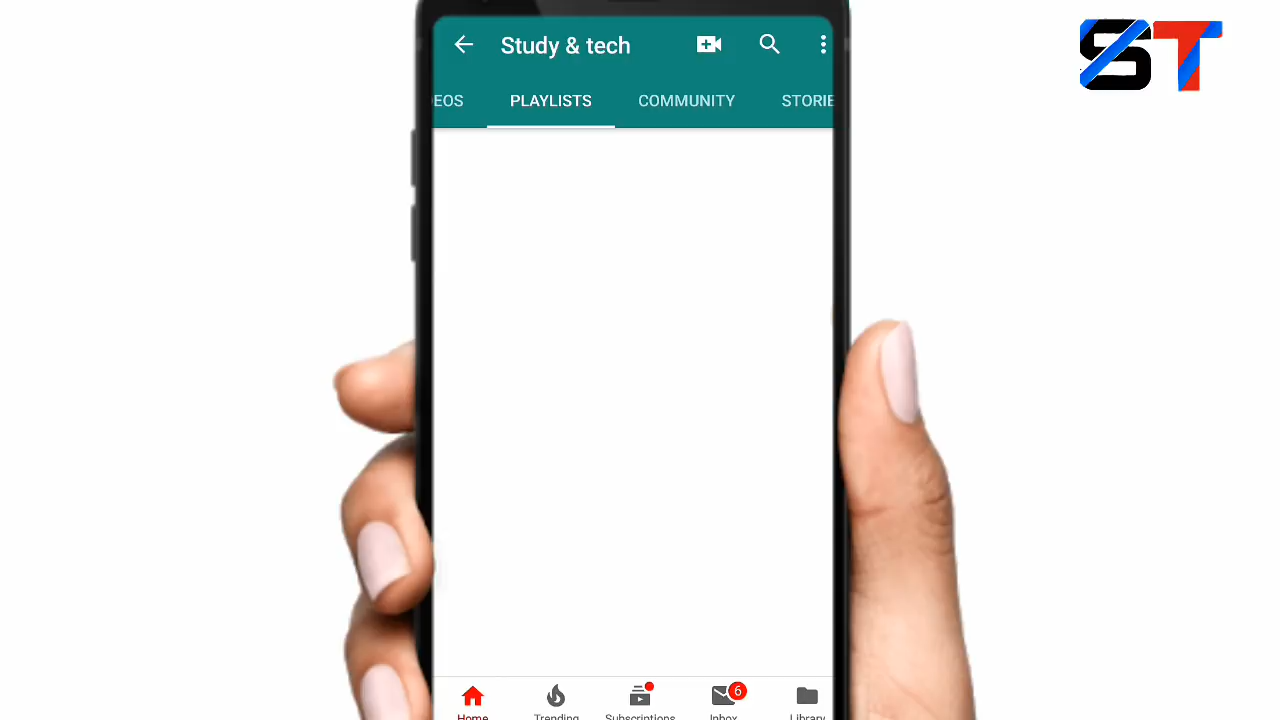 ST
Study & tech
EOS PLAYLISTS COMMUNITY STORIE
6
Home Trending Subscriptions Inbox Library